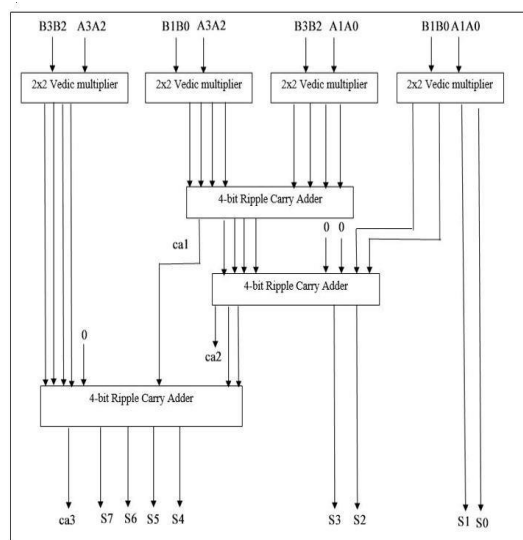 B3B2 A3A2 B1B0 A3A2 B3B2 A1A0 B1B0 A1A0
2x2 Vedic multiplier 2x2 Vedic multiplier 2x2 Vedic multiplier 2x2 Vedic multiplier
4-bit Ripple Carry Adder
0 0
ca1
4-bit Ripple Carry Adder
0
ca2
4-bit Ripple Carry Adder
ca3 S7 S6 S5 S4 S3 S2 S1 S0